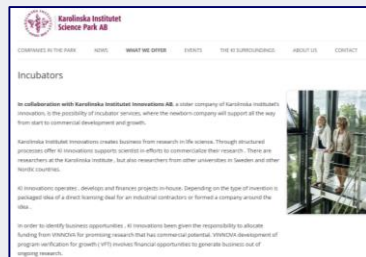 Karolinska Institutet
Science Park AB
COMPANIES IN THE PARK NEWS WHAT WE OFFER EVENTS THE KI SURROUNDINGS ABOUT US CONTACT
Incubators
In collaboration with Karolinska Institutet Innovations AB, a sister company of Karolinska Institutet's
innovation, is the possibility of incubator services, where the newborn company will support all the way
from start to commercial development and growth.
Karolinska Institutet Innovations creates business from research in life science. Through structured
processes offer KI innovations supports scientist in efforts to commercialize their research . There are
researchers at the Karolinska Institute , but also researchers from other universities in Sweden and other
Nordic countries.
KI Innovations operates , develops and finances projects in-house. Depending on the type of invention is
packaged idea of a direct licensing deal for an industrial contractors or formed a company around the
idea .
In order to identify business opportunities , KI Innovations been given the responsibility to allocate
funding from VINNOVA for promising research that has commercial potential. VINNOVA development of
program verification for growth ( VFT) involves financial opportunities to generate business out of
ongoing research.